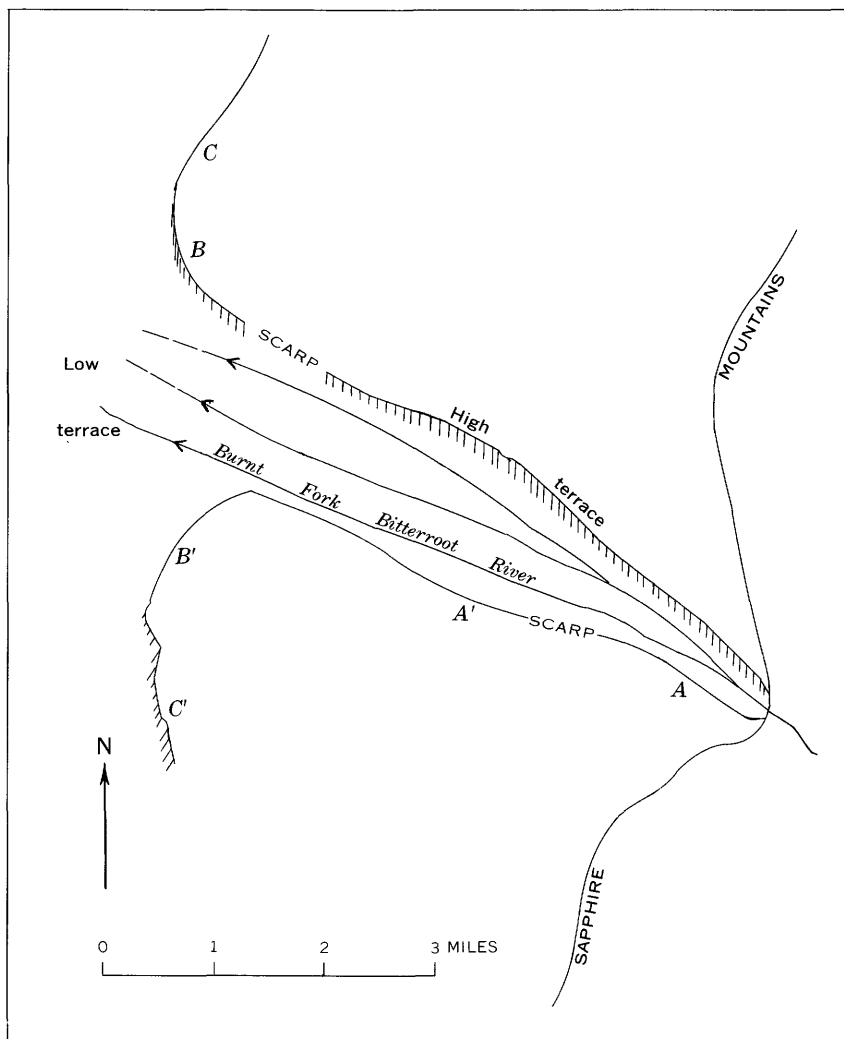 C
B
SCARP
MOUNTAINS
Low
terrace
High
terrace
Burnt
Fork
Bitterroot
River
B'
A'
SCARP
A
C'
N
SAPPHIRE
0 1 2 3 MILES